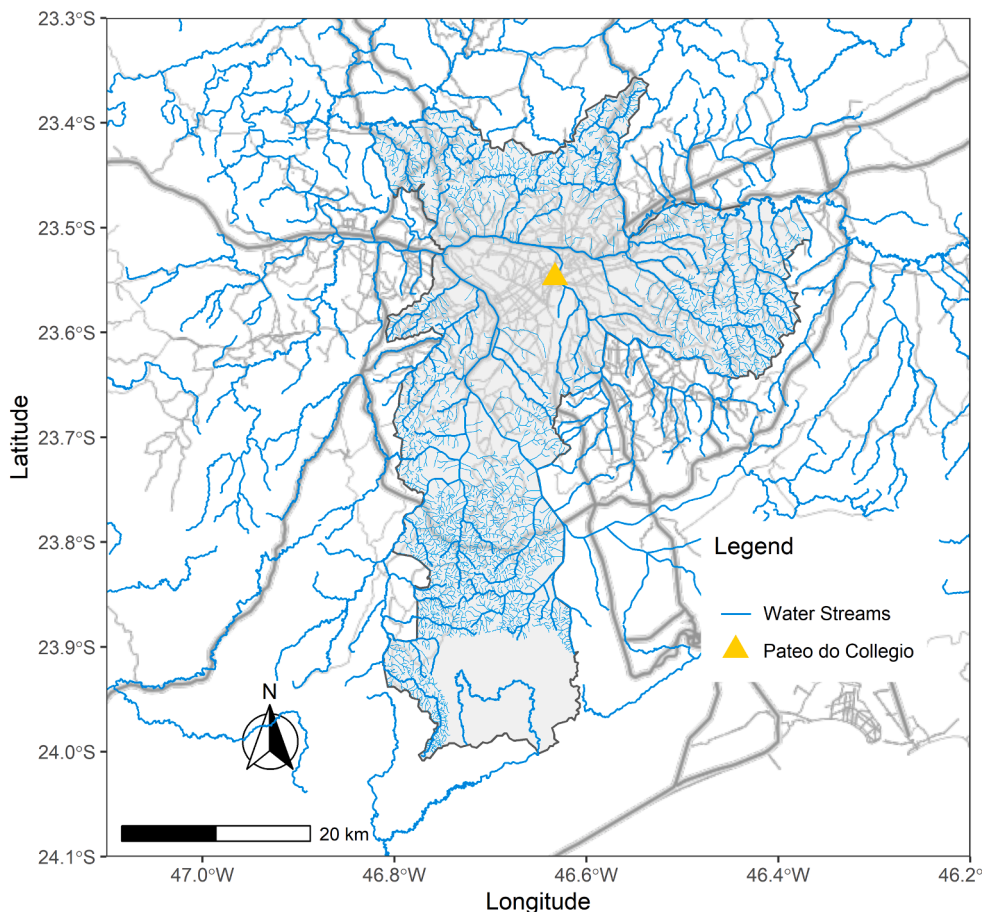 23.3°S
23.4°S
23.5°S
23.6°S
23.7°S
23.8°S
23.9°S
24.0°S
24.1°S
Latitude
Legend
Water Streams
Pateo do Collegio
N
20 km
47.0°W
46.8°W
46.6°W
46.4°W
46.2°W
Longitude